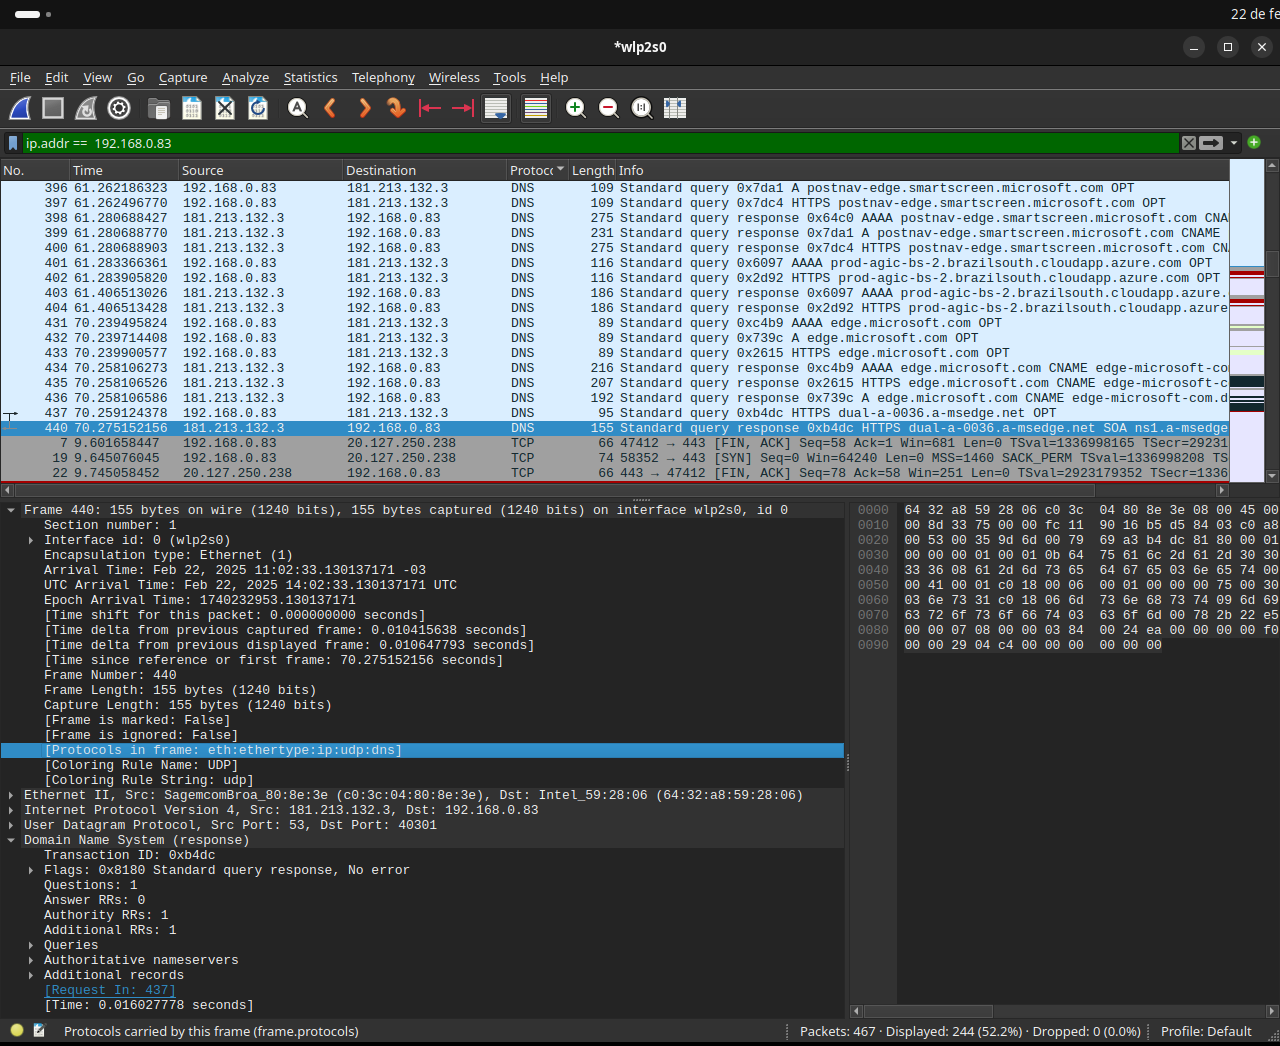 22 de fe
*wlp2s0
File Edit View Go Capture Analyze Statistics Telephony Wireless Tools Help
ip.addr == 192.168.0.83
No. Time Source Destination Protoc Length Info
396 61.262186323 192.168.0.83 181.213.132.3 DNS 109 Standard query 0x7da1 A postnav-edge.smartscreen.microsoft.com OPT
397 61.262496770 192.168.0.83 181.213.132.3 DNS 109 Standard query 0x7dc4 HTTPS postnav-edge.smartscreen.microsoft.com OPT
398 61.280688427 181.213.132.3 192.168.0.83 DNS 275 Standard query response 0x64c0 AAAA postnav-edge.smartscreen.microsoft.com CNA
399 61.280688770 181.213.132.3 192.168.0.83 DNS 231 Standard query response 0x7da1 A postnav-edge.smartscreen.microsoft.com CNAME
400 61.280688903 181.213.132.3 192.168.0.83 DNS 275 Standard query response 0x7dc4 HTTPS postnav-edge.smartscreen.microsoft.com CN
401 61.283366361 192.168.0.83 181.213.132.3 DNS 116 Standard query 0x6097 AAAA prod-agic-bs-2.brazilsouth.cloudapp.azure.com OPT
402 61.283905820 192.168.0.83 181.213.132.3 DNS 116 Standard query 0x2d92 HTTPS prod-agic-bs-2.brazilsouth.cloudapp.azure.com OPT
403 61.406513026 181.213.132.3 192.168.0.83 DNS 186 Standard query response 0x6097 AAAA prod-agic-bs-2.brazilsouth.cloudapp.azure.
404 61.406513428 181.213.132.3 192.168.0.83 DNS 186 Standard query response 0x2d92 HTTPS prod-agic-bs-2.brazilsouth.cloudapp.azure
431 70.239495824 192.168.0.83 181.213.132.3 DNS 89 Standard query 0xc4b9 AAAA edge.microsoft.com OPT
432 70.239714408 192.168.0.83 181.213.132.3 DNS 89 Standard query 0x739c A edge.microsoft.com OPT
433 70.239900577 192.168.0.83 181.213.132.3 DNS 89 Standard query 0x2615 HTTPS edge.microsoft.com OPT
434 70.258106273 181.213.132.3 192.168.0.83 DNS 216 Standard query response 0xc4b9 AAAA edge.microsoft.com CNAME edge-microsoft-com
435 70.258106526 181.213.132.3 192.168.0.83 DNS 207 Standard query response 0x2615 HTTPS edge.microsoft.com CNAME edge-microsoft-c
436 70.258106586 181.213.132.3 192.168.0.83 DNS 192 Standard query response 0x739c A edge.microsoft.com CNAME edge-microsoft-com.d
437 70.259124378 192.168.0.83 181.213.132.3 DNS 95 Standard query 0xb4dc HTTPS dual-a-0036.a-msedge.net OPT
440 70.275152156 181.213.132.3 192.168.0.83 DNS 155 Standard query response 0xb4dc HTTPS dual-a-0036.a-msedge.net SOA ns1.a-msedge
7 9.601658447 192.168.0.83 20.127.250.238 TCP 66 47412 → 443 [FIN, ACK] Seq=58 Ack=1 Win=681 Len=0 TSval=1336998165 TSecr=29231
19 9.645076045 192.168.0.83 20.127.250.238 TCP 74 58352 → 443 [SYN] Seq=0 Win=64240 Len=0 MSS=1460 SACK_PERM TSval=1336998208 TS
22 9.745058452 20.127.250.238 192.168.0.83 TCP 66 443 → 47412 [FIN, ACK] Seq=78 Ack=58 Win=251 Len=0 TSval=2923179352 TSecr=1336
Frame 440: 155 bytes on wire (1240 bits), 155 bytes captured (1240 bits) on interface wlp2s0, id 0
Section number: 1
Interface id: 0 (wlp2s0)
Encapsulation type: Ethernet (1)
Arrival Time: Feb 22, 2025 11:02:33.130137171 -03
UTC Arrival Time: Feb 22, 2025 14:02:33.130137171 UTC
Epoch Arrival Time: 1740232953.130137171
[Time shift for this packet: 0.000000000 seconds]
[Time delta from previous captured frame: 0.010415638 seconds]
[Time delta from previous displayed frame: 0.010647793 seconds]
[Time since reference or first frame: 70.275152156 seconds]
Frame Number: 440
Frame Length: 155 bytes (1240 bits)
Capture Length: 155 bytes (1240 bits)
[Frame is marked: False]
[Frame is ignored: False]
[Protocols in frame: eth:ethertype:ip:udp:dns]
[Coloring Rule Name: UDP]
[Coloring Rule String: udp]
Ethernet II, Src: SagemcomBroa_80:8e:3e (c0:3c:04:80:8e:3e), Dst: Intel_59:28:06 (64:32:a8:59:28:06)
Internet Protocol Version 4, Src: 181.213.132.3, Dst: 192.168.0.83
User Datagram Protocol, Src Port: 53, Dst Port: 40301
Domain Name System (response)
Transaction ID: 0xb4dc
Flags: 0x8180 Standard query response, No error
Questions: 1
Answer RRs: 0
Authority RRs: 1
Additional RRs: 1
Queries
Authoritative nameservers
Additional records
[Request In: 437]
[Time: 0.016027778 seconds]
0000 64 32 a8 59 28 06 c0 3c 04 80 8e 3e 08 00 45 00
0010 00 8d 33 75 00 00 fc 11 90 16 b5 d5 84 03 c0 a8
0020 00 53 00 35 9d 6d 00 79 69 a3 b4 dc 81 80 00 01
0030 00 00 00 01 00 01 0b 64 75 61 6c 2d 61 2d 30 30
0040 33 36 08 61 2d 6d 73 65 64 67 65 03 6e 65 74 00
0050 00 41 00 01 c0 18 00 06 00 01 00 00 00 75 00 30
0060 03 6e 73 31 c0 18 06 6d 73 6e 68 73 74 09 6d 69
0070 63 72 6f 73 6f 66 74 03 63 6f 6d 00 78 2b 22 e5
0080 00 00 07 08 00 00 03 84 00 24 ea 00 00 00 00 f0
0090 00 00 29 04 c4 00 00 00 00 00 00
Protocols carried by this frame (frame.protocols)
Packets: 467 · Displayed: 244 (52.2%) · Dropped: 0 (0.0%)
Profile: Default